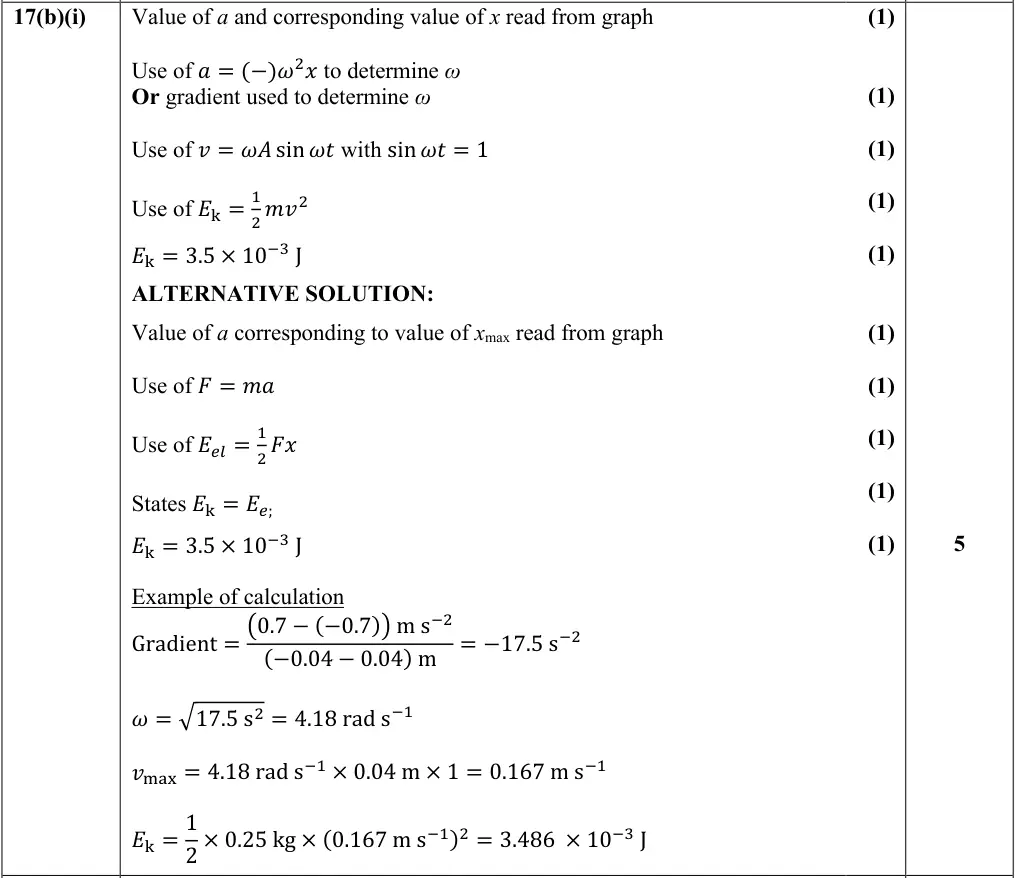 17(b)(i) Value of a and corresponding value of x read from graph (1)
Use of a = (−)ω²x to determine ω
Or gradient used to determine ω (1)
Use of v = ωA sin ωt with sin ωt = 1 (1)
Use of Eₖ = ½mv² (1)
Eₖ = 3.5 × 10⁻³ J (1)
ALTERNATIVE SOLUTION:
Value of a corresponding to value of xmax read from graph (1)
Use of F = ma (1)
Use of Eel = ½Fx (1)
States Eₖ = Ee; (1)
Eₖ = 3.5 × 10⁻³ J (1) 5
Example of calculation
Gradient = (0.7 − (−0.7)) m s⁻² / (−0.04 − 0.04) m = −17.5 s⁻²
ω = √17.5 s² = 4.18 rad s⁻¹
vmax = 4.18 rad s⁻¹ × 0.04 m × 1 = 0.167 m s⁻¹
Eₖ = 1/2 × 0.25 kg × (0.167 m s⁻¹)² = 3.486 × 10⁻³ J